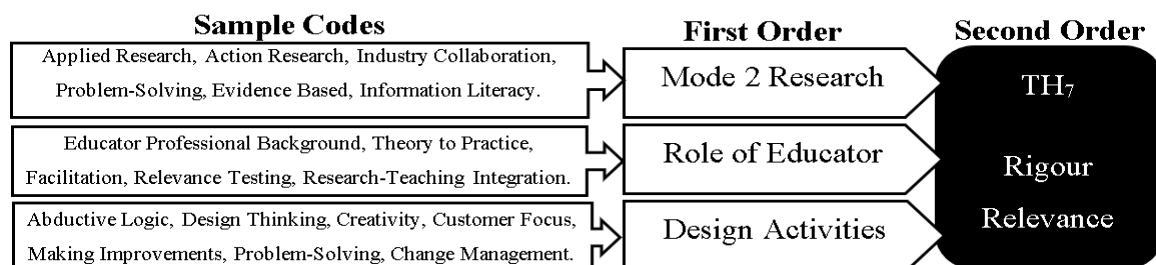 Sample Codes
First Order
Second Order
Applied Research, Action Research, Industry Collaboration,
Problem-Solving, Evidence Based, Information Literacy.
Mode 2 Research
Educator Professional Background, Theory to Practice,
Facilitation, Relevance Testing, Research-Teaching Integration.
Role of Educator
Abductive Logic, Design Thinking, Creativity, Customer Focus,
Making Improvements, Problem-Solving, Change Management.
Design Activities
TH₇
Rigour
Relevance